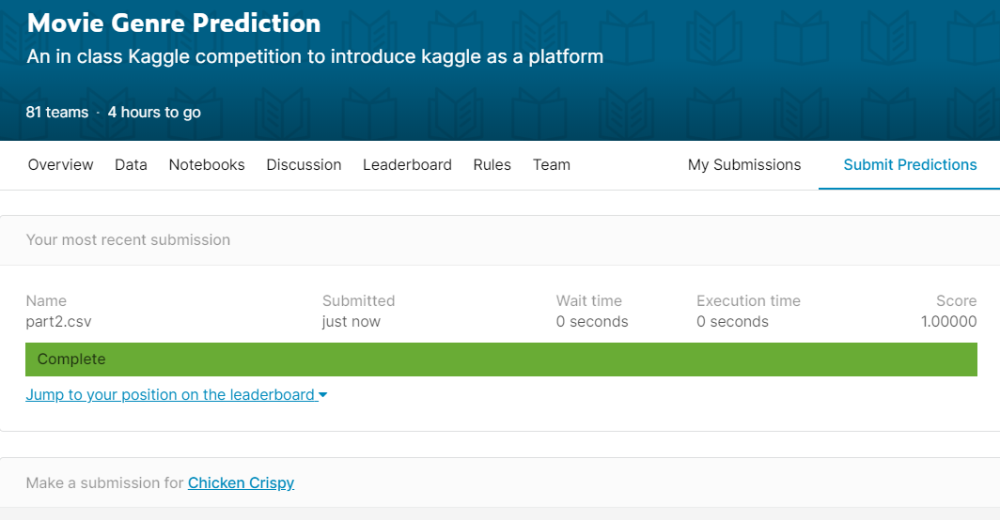 Movie Genre Prediction
An in class Kaggle competition to introduce kaggle as a platform
81 teams · 4 hours to go
Overview Data Notebooks Discussion Leaderboard Rules Team My Submissions Submit Predictions
Your most recent submission
Name Submitted Wait time Execution time Score
part2.csv just now 0 seconds 0 seconds 1.00000
Complete
Jump to your position on the leaderboard
Make a submission for Chicken Crispy